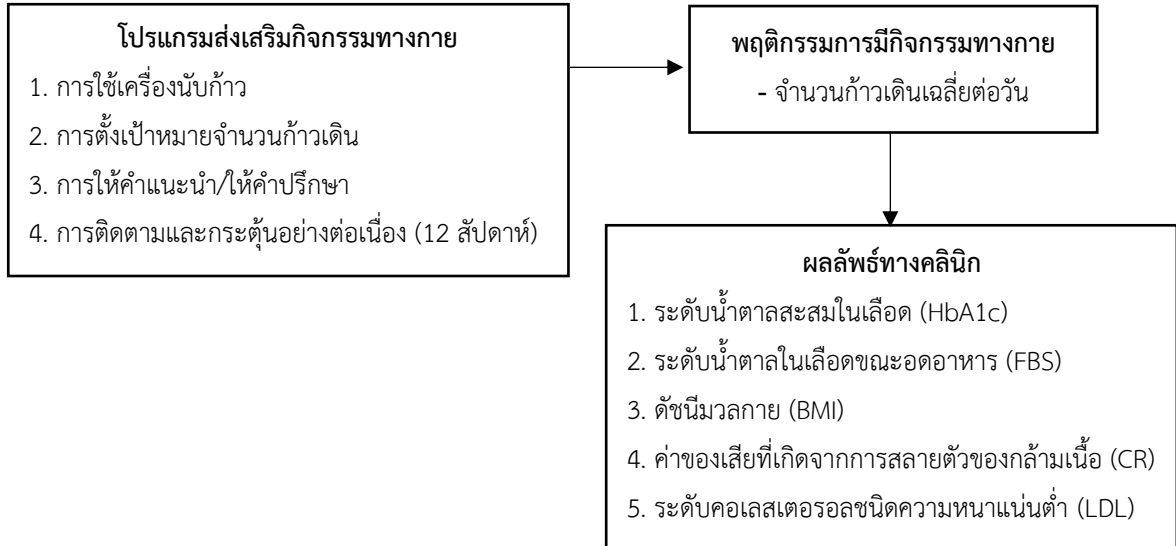 โปรแกรมส่งเสริมกิจกรรมทางกาย
1. การใช้เครื่องนับก้าว
2. การตั้งเป้าหมายจำนวนก้าวเดิน
3. การให้คำแนะนำ/ให้คำปรึกษา
4. การติดตามและกระตุ้นอย่างต่อเนื่อง (12 สัปดาห์)
พฤติกรรมการมีกิจกรรมทางกาย
- จำนวนก้าวเดินเฉลี่ยต่อวัน
ผลลัพธ์ทางคลินิก
1. ระดับน้ำตาลสะสมในเลือด (HbA1c)
2. ระดับน้ำตาลในเลือดขณะอดอาหาร (FBS)
3. ดัชนีมวลกาย (BMI)
4. ค่าของเสียที่เกิดจากการสลายตัวของกล้ามเนื้อ (CR)
5. ระดับคอเลสเตอรอลชนิดความหนาแน่นต่ำ (LDL)